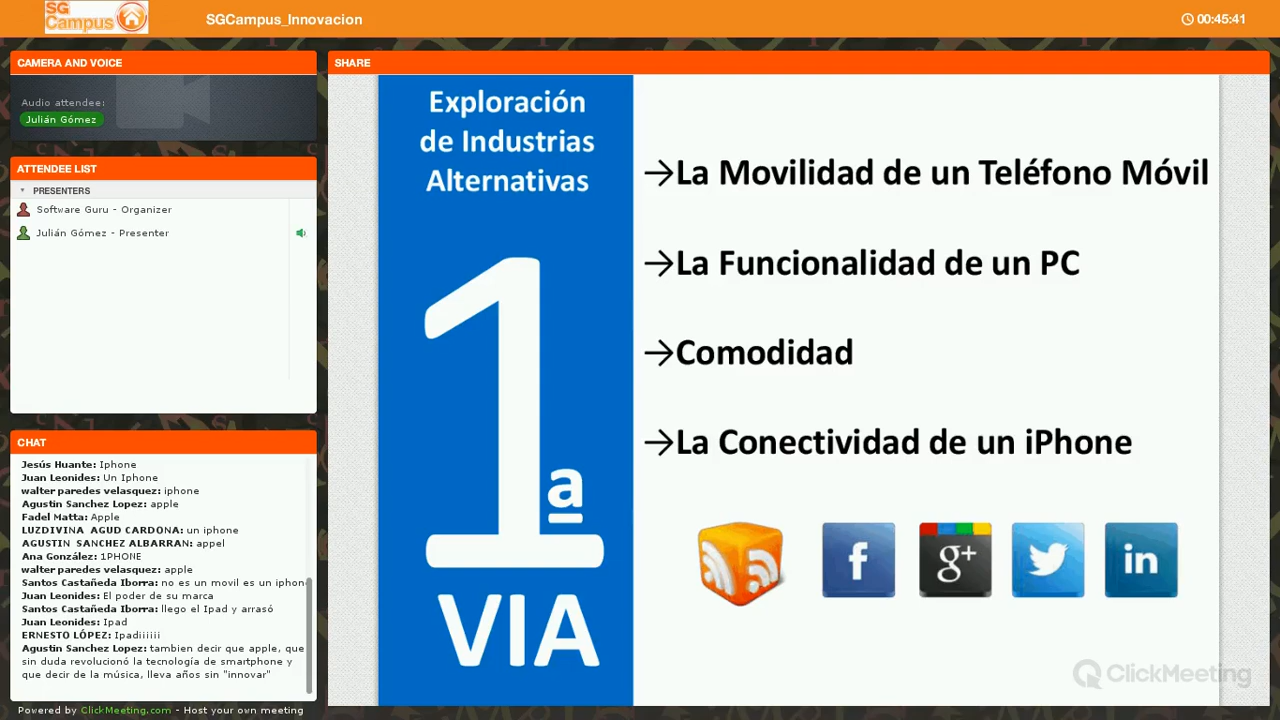 SG
Campus
SGCampus_Innovacion
00:45:41
CAMERA AND VOICE
Audio attendee:
Julián Gómez
ATTENDEE LIST
PRESENTERS
Software Guru - Organizer
Julián Gómez - Presenter
CHAT
Jesús Huante: Iphone
Juan Leonides: Un Iphone
walter paredes velasquez: iphone
Agustin Sanchez Lopez: apple
Fadel Matta: Apple
LUZDIVINA AGUD CARDONA: un iphone
AGUSTIN SANCHEZ ALBARRAN: appel
Ana González: 1PHONE
walter paredes velasquez: apple
Santos Castañeda Iborra: no es un movil es un iphon
Juan Leonides: El poder de su marca
Santos Castañeda Iborra: llego el Ipad y arrasó
Juan Leonides: Ipad
ERNESTO LÓPEZ: Ipadiiiiii
Agustin Sanchez Lopez: tambien decir que apple, que
sin duda revolucionó la tecnología de smartphone y
que decir de la música, lleva años sin "innovar"
Powered by ClickMeeting.com - Host your own meeting
SHARE
Exploración
de Industrias
Alternativas
1ª
VIA
→La Movilidad de un Teléfono Móvil
→La Funcionalidad de un PC
→Comodidad
→La Conectividad de un iPhone
f
g+
in
ClickMeeting